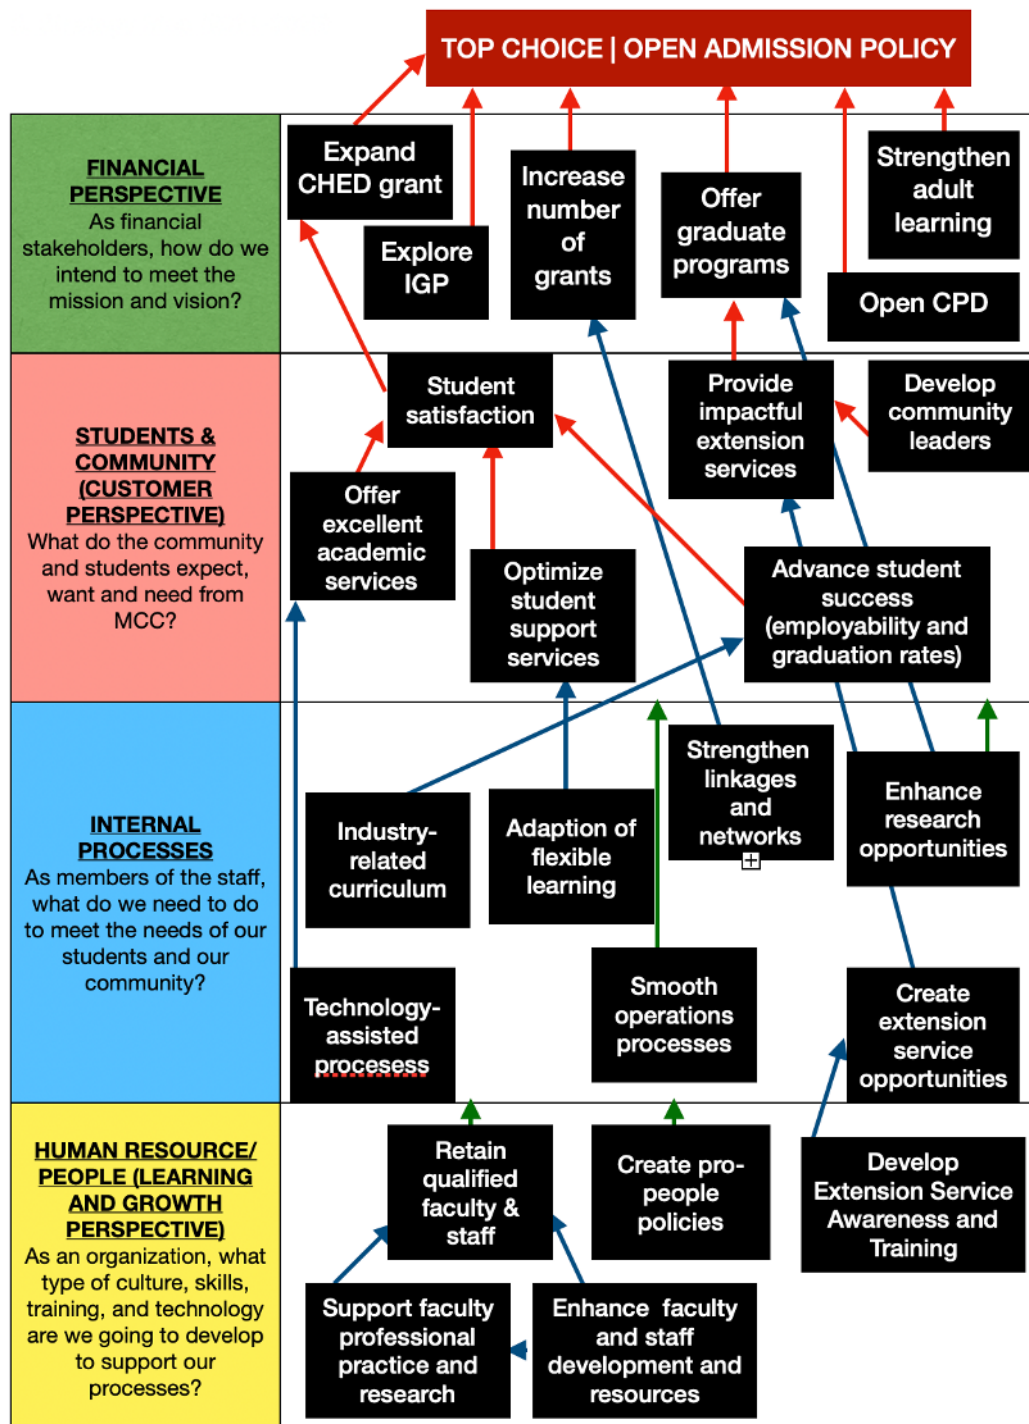 TOP CHOICE | OPEN ADMISSION POLICY
FINANCIAL
PERSPECTIVE
As financial
stakeholders, how do we
intend to meet the
mission and vision?
Expand
CHED grant
Explore
IGP
Increase
number
of
grants
Offer
graduate
programs
Strengthen
adult
learning
Open CPD
STUDENTS &
COMMUNITY
(CUSTOMER
PERSPECTIVE)
What do the community
and students expect,
want and need from
MCC?
Student
satisfaction
Provide
impactful
extension
services
Develop
community
leaders
Offer
excellent
academic
services
Optimize
student
support
services
Advance student
success
(employability and
graduation rates)
INTERNAL
PROCESSES
As members of the staff,
what do we need to do
to meet the needs of our
students and our
community?
Industry-
related
curriculum
Adaption of
flexible
learning
Strengthen
linkages
and
networks
Enhance
research
opportunities
Technology-
assisted
procesess
Smooth
operations
processes
Create
extension
service
opportunities
HUMAN RESOURCE/
PEOPLE (LEARNING
AND GROWTH
PERSPECTIVE)
As an organization, what
type of culture, skills,
training, and technology
are we going to develop
to support our
processes?
Retain
qualified
faculty &
staff
Create pro-
people
policies
Develop
Extension Service
Awareness and
Training
Support faculty
professional
practice and
research
Enhance faculty
and staff
development and
resources